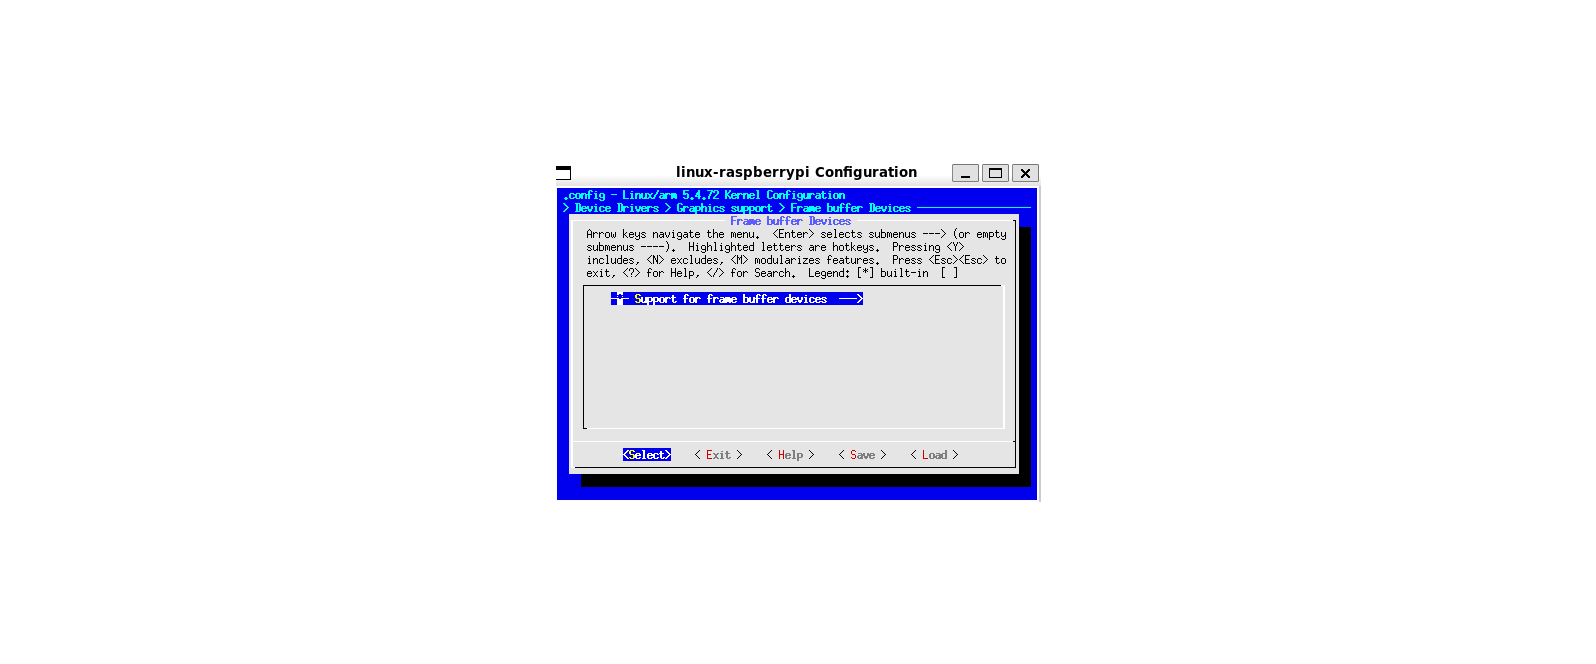 linux-raspberrypi Configuration
.config - Linux/arm 5.4.72 Kernel Configuration
> Device Drivers > Graphics support > Frame buffer Devices
Frame buffer Devices
Arrow keys navigate the menu.  <Enter> selects submenus ---> (or empty
submenus ----).  Highlighted letters are hotkeys.  Pressing <Y>
includes, <N> excludes, <M> modularizes features.  Press <Esc><Esc> to
exit, <?> for Help, </> for Search.  Legend: [*] built-in  [ ]
-*- Support for frame buffer devices  --->
<Select>    < Exit >    < Help >    < Save >    < Load >